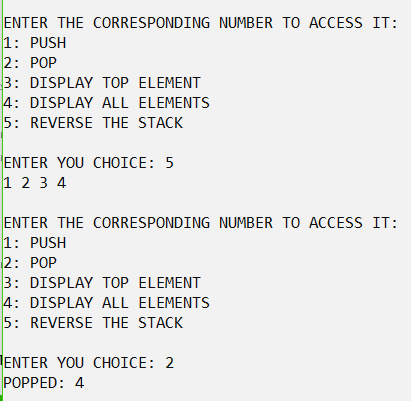 ENTER THE CORRESPONDING NUMBER TO ACCESS IT:
1: PUSH
2: POP
3: DISPLAY TOP ELEMENT
4: DISPLAY ALL ELEMENTS
5: REVERSE THE STACK
ENTER YOU CHOICE: 5
1 2 3 4
ENTER THE CORRESPONDING NUMBER TO ACCESS IT:
1: PUSH
2: POP
3: DISPLAY TOP ELEMENT
4: DISPLAY ALL ELEMENTS
5: REVERSE THE STACK
ENTER YOU CHOICE: 2
POPPED: 4